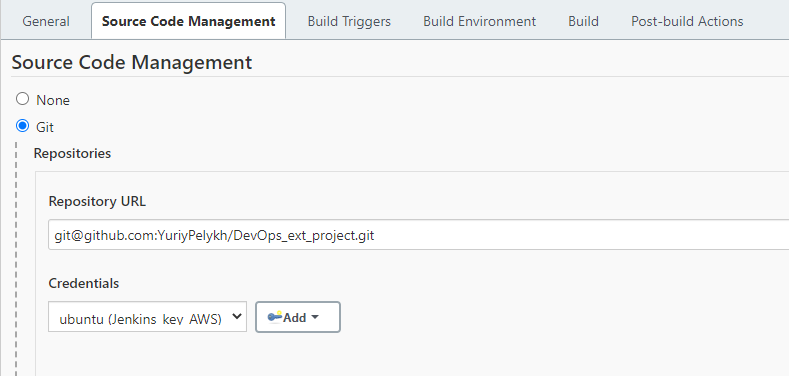 General Source Code Management Build Triggers Build Environment Build Post-build Actions
Source Code Management
None
Git
Repositories
Repository URL
git@github.com:YuriyPelykh/DevOps_ext_project.git
Credentials
ubuntu (Jenkins_key_AWS) Add